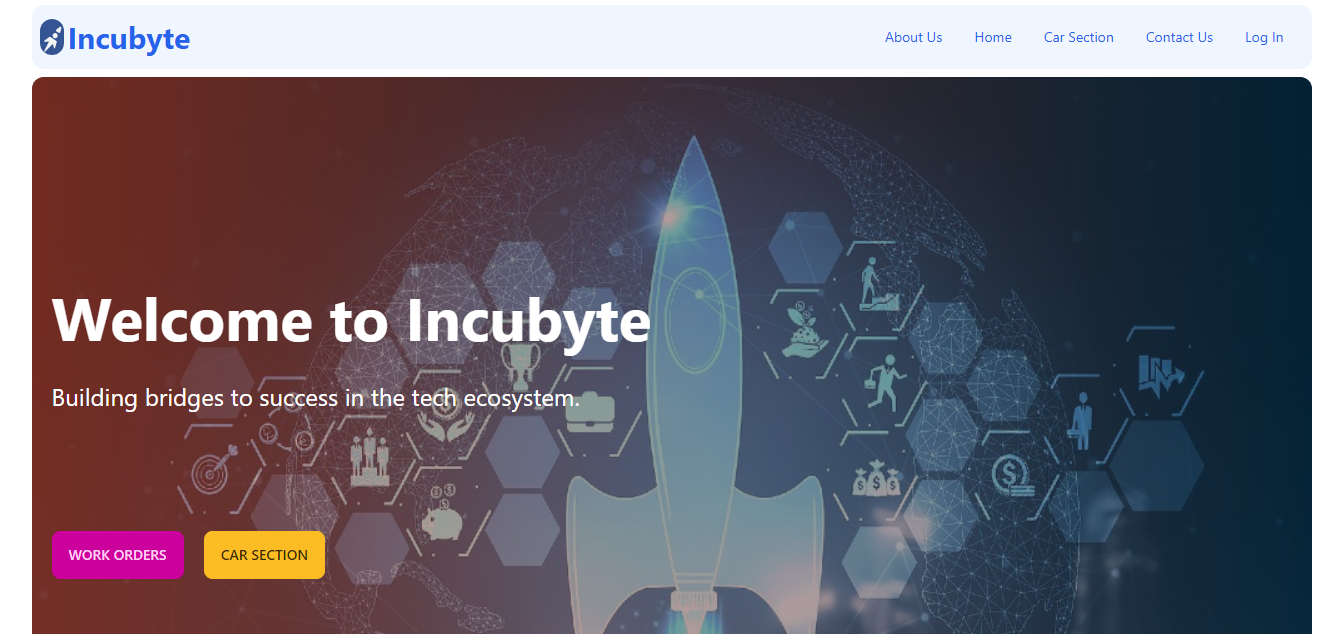 Incubyte
About Us Home Car Section Contact Us Log In
Welcome to Incubyte
Building bridges to success in the tech ecosystem.
WORK ORDERS CAR SECTION